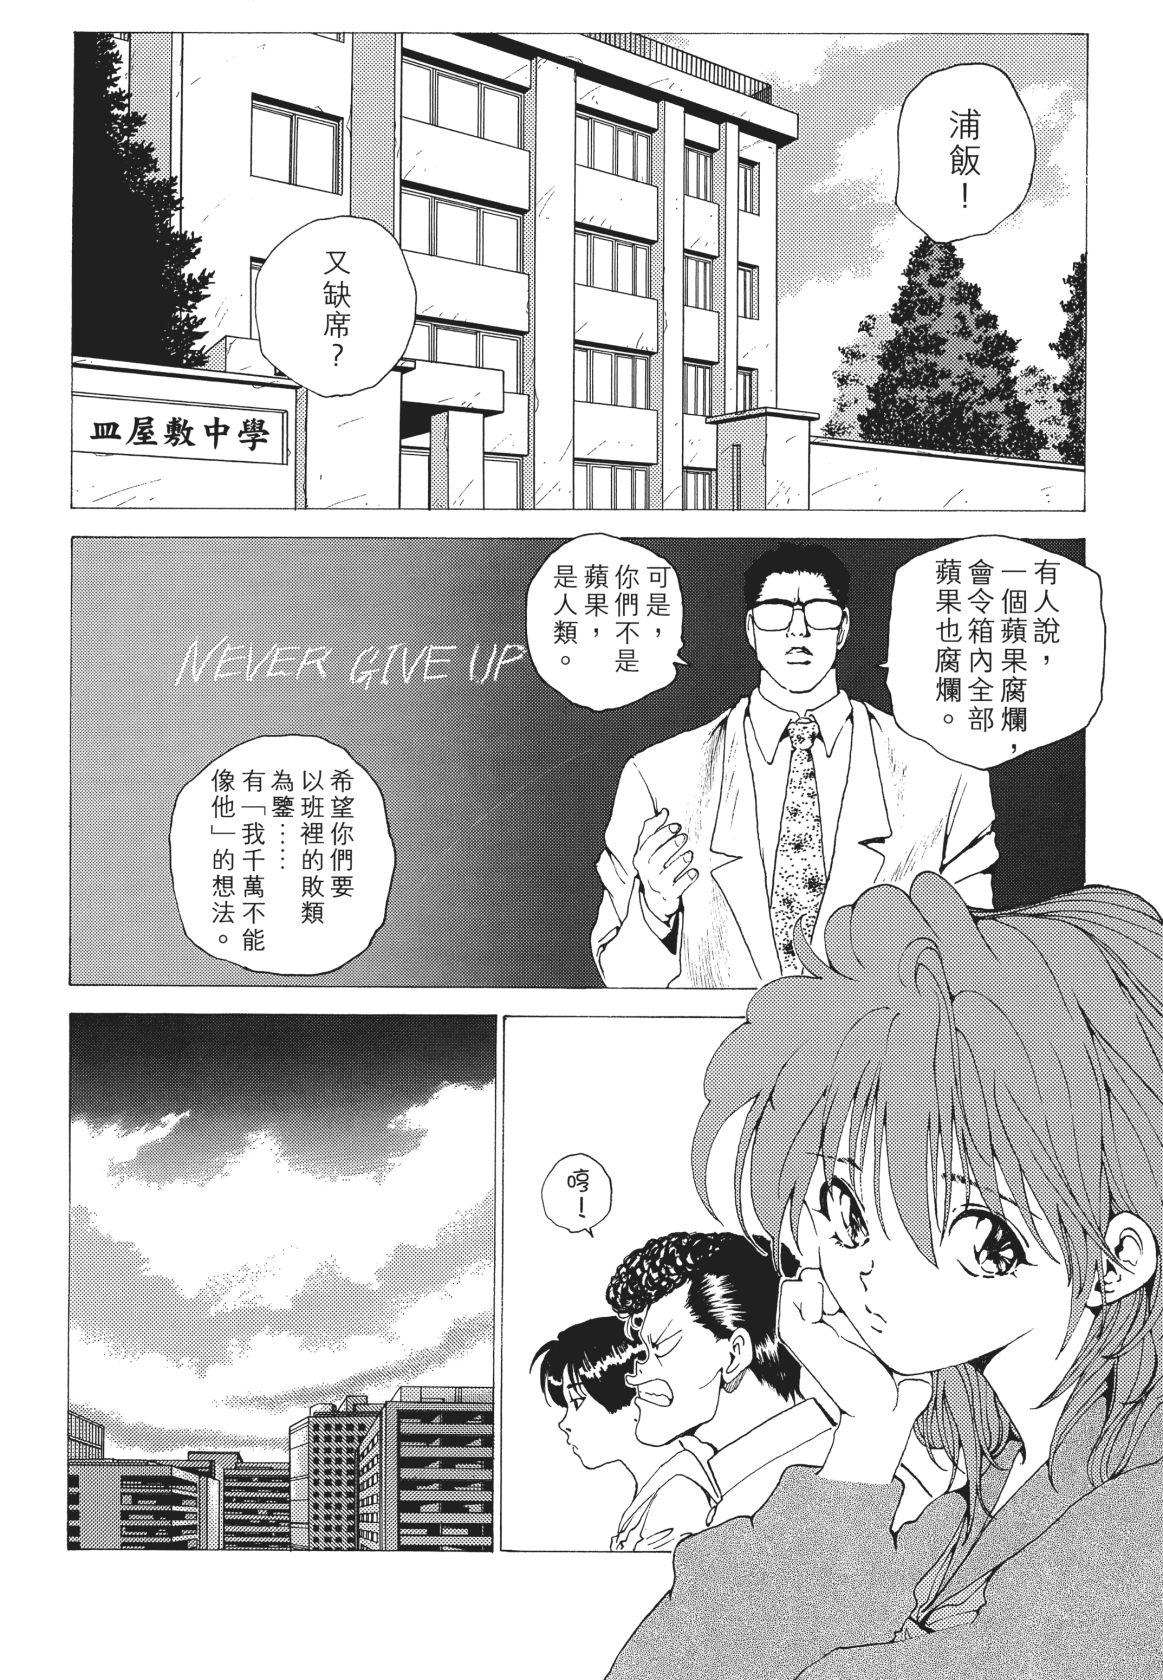 浦飯！
又缺席？
皿屋敷中學
有人說，
一個蘋果腐爛，
會令箱內全部
蘋果也腐爛。
可是，
你們不是
蘋果，
是人類。
NEVER GIVE UP
希望你們要
以班裡的敗類
為鑒……
有「我千萬不能
像他」的想法。
哼！